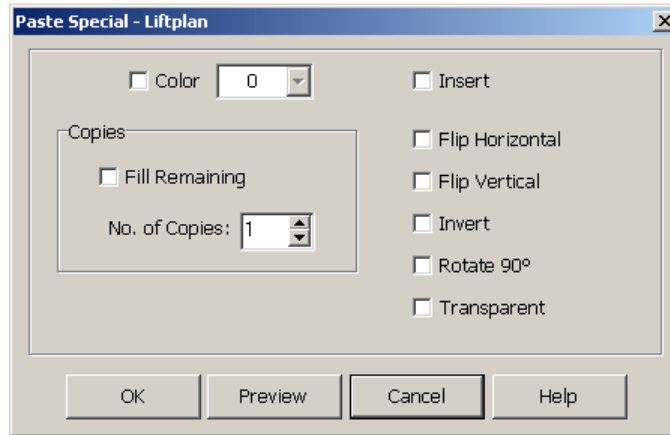 Paste Special - Liftplan
Color 0
Insert
Copies
Fill Remaining
No. of Copies: 1
Flip Horizontal
Flip Vertical
Invert
Rotate 90º
Transparent
OK Preview Cancel Help